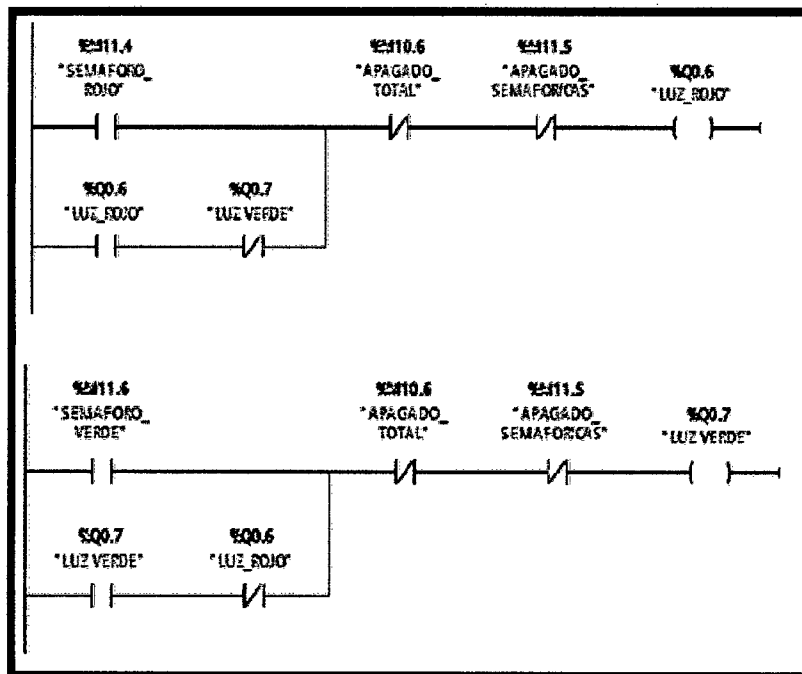 %M11.4
"SEMAFORO_
ROJO"
%M10.6
"APAGADO_
TOTAL"
%M11.5
"APAGADO_
SEMAFORICAS"
%Q0.6
"LUZ_ROJO"
%Q0.6
"LUZ_ROJO"
%Q0.7
"LUZ VERDE"
%M11.6
"SEMAFORO_
VERDE"
%M10.6
"APAGADO_
TOTAL"
%M11.5
"APAGADO_
SEMAFORICAS"
%Q0.7
"LUZ VERDE"
%Q0.7
"LUZ VERDE"
%Q0.6
"LUZ_ROJO"